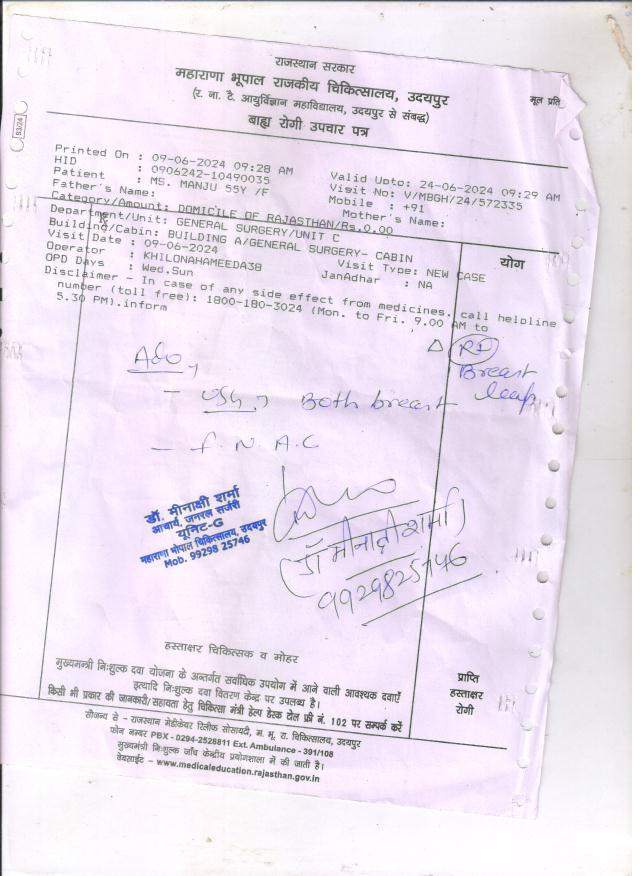 राजस्थान सरकार
महाराणा भूपाल राजकीय चिकित्सालय, उदयपुर
मूल प्रति
(र. ना. टै. आयुर्विज्ञान महाविद्यालय, उदयपुर से संबद्ध)
बाह्य रोगी उपचार पत्र
S3/24
Printed On : 09-06-2024 09:28 AM
Valid Upto: 24-06-2024 09:29 AM
HID : 0906242-10490035
Visit No: V/MBGH/24/572335
Patient : MS. MANJU 55Y /F
Mobile : +91
Father's Name:
Mother's Name:
Category/Amount: DOMICILE OF RAJASTHAN/Rs.0.00
Department/Unit: GENERAL SURGERY/UNIT C
Building/Cabin: BUILDING A/GENERAL SURGERY- CABIN
Visit Date : 09-06-2024
Visit Type: NEW CASE
Operator : KHILONAHAMEEDA38
JanAadhar : NA
OPD Days : Wed.Sun
Disclaimer - In case of any side effect from medicines, call helpline
number (toll free): 1800-180-3024 (Mon. to Fri. 9.00 AM to
5.30 PM).inform
योग
Δ Rt
Breast
Ado,
- USG, Both breast
- F. N. A. C
डॉ. मीनाक्षी शर्मा
आचार्य, जनरल सर्जरी
यूनिट-G
महाराणा भोपाल चिकित्सालय, उदयपुर
Mob. 99298 25746
(डॉ मीनाक्षी शर्मा)
9929825746
हस्ताक्षर चिकित्सक व मोहर
मुख्यमन्त्री निःशुल्क दवा योजना के अन्तर्गत सर्वाधिक उपयोग में आने वाली आवश्यक दवाएँ
इत्यादि निःशुल्क दवा वितरण केन्द्र पर उपलब्ध है।
किसी भी प्रकार की जानकारी/सहायता हेतु चिकित्सा मंत्री हेल्प डेस्क टोल फ्री नं. 102 पर सम्पर्क करें
प्राप्ति
हस्ताक्षर
रोगी
सौजन्य से - राजस्थान मेडीकेयर रिलीफ सोसायटी, म. भू. रा. चिकित्सालय, उदयपुर
फोन नम्बर PBX - 0294-2528811 Ext. Ambulance - 391/108
मुख्यमंत्री निःशुल्क जाँच केन्द्रीय प्रयोगशाला में की जाती है।
वेबसाईट - www.medicaleducation.rajasthan.gov.in